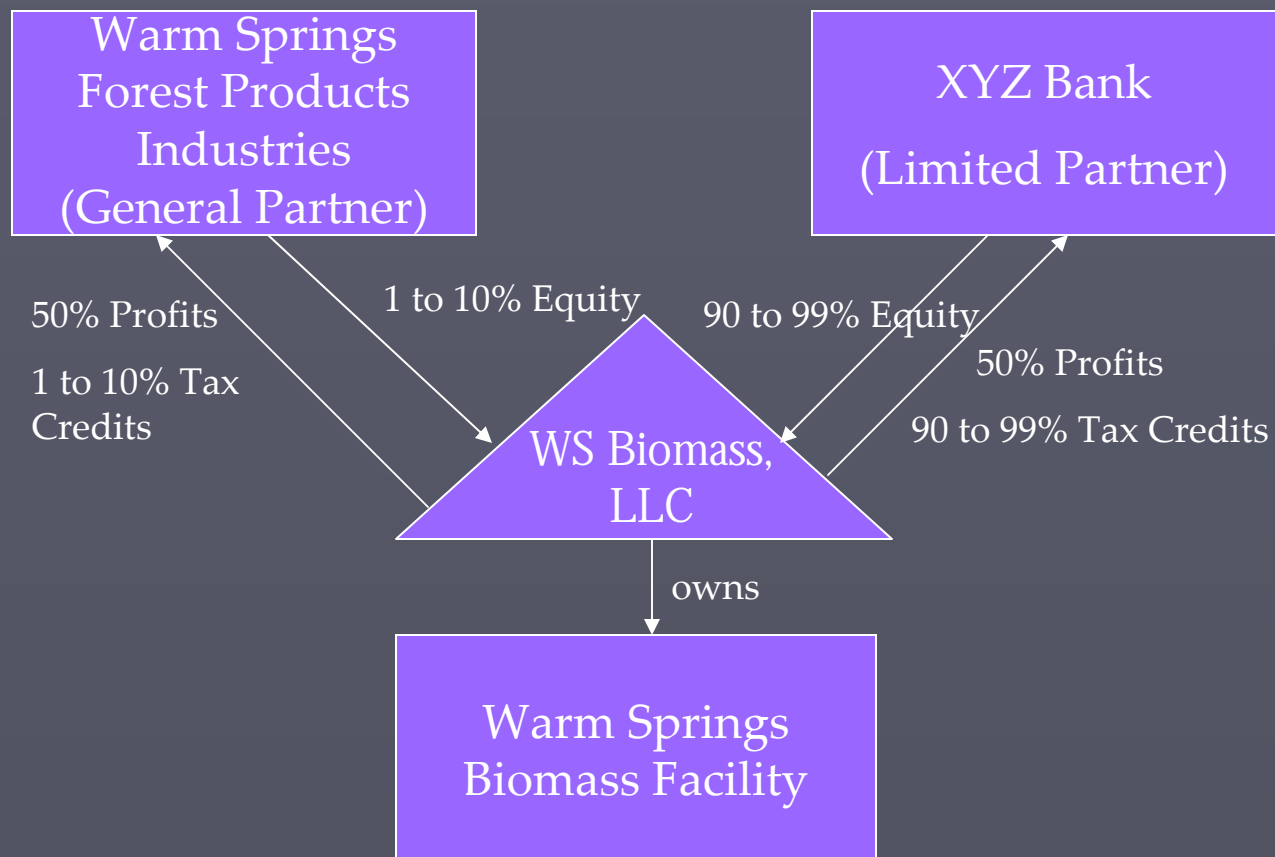 Warm Springs
Forest Products
Industries
(General Partner)
XYZ Bank
(Limited Partner)
50% Profits
1 to 10% Tax
Credits
1 to 10% Equity
90 to 99% Equity
50% Profits
90 to 99% Tax Credits
WS Biomass,
LLC
owns
Warm Springs
Biomass Facility